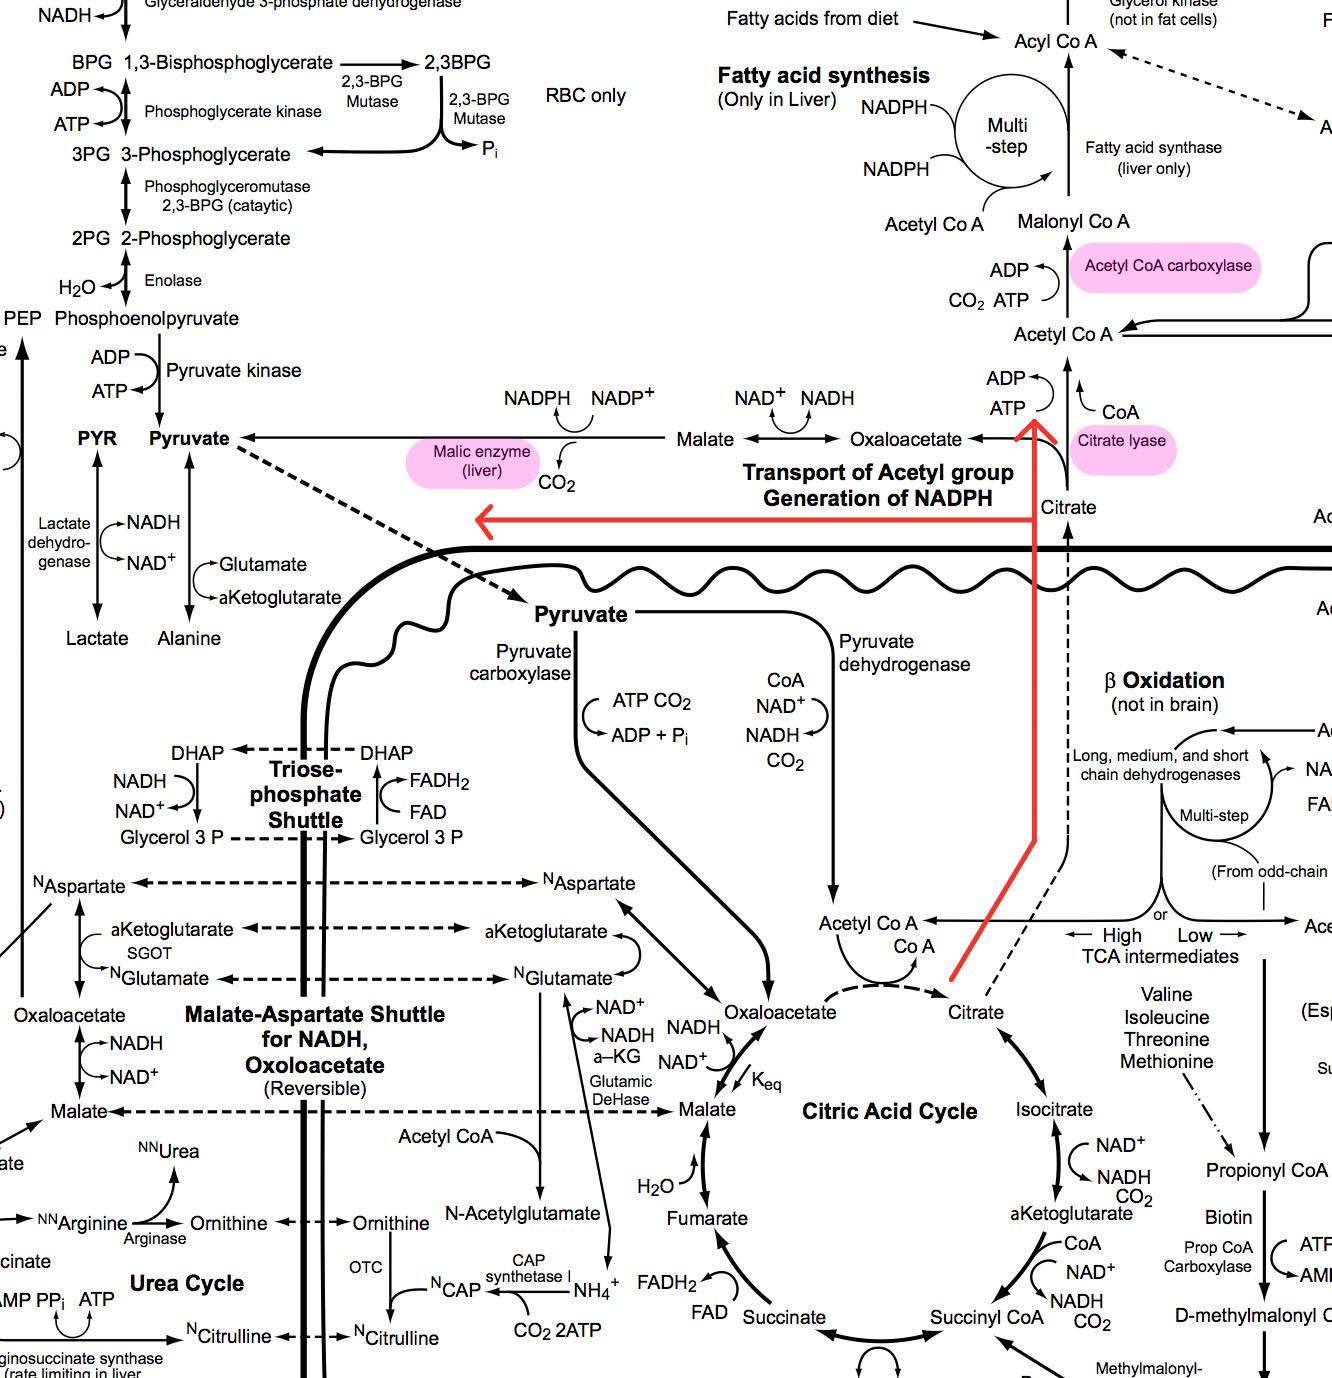 NADH
Glyceraldehyde 3-phosphate dehydrogenase
BPG 1,3-Bisphosphoglycerate
2,3BPG
2,3-BPG
Mutase
ADP
ATP
Phosphoglycerate kinase
2,3-BPG
Mutase
RBC only
3PG 3-Phosphoglycerate
Pi
Phosphoglyceromutase
2,3-BPG (cataytic)
2PG 2-Phosphoglycerate
H2O
Enolase
PEP Phosphoenolpyruvate
ADP
ATP
Pyruvate kinase
PYR Pyruvate
Lactate
dehydro-
genase
NADH
NAD+
Glutamate
aKetoglutarate
Lactate
Alanine
Fatty acids from diet
Glycerol kinase
(not in fat cells)
Acyl Co A
Fatty acid synthesis
(Only in Liver)
NADPH
Multi
-step
NADPH
Fatty acid synthase
(liver only)
Acetyl Co A
Malonyl Co A
Acetyl CoA carboxylase
ADP
CO2 ATP
Acetyl Co A
ADP
ATP
CoA
Citrate lyase
Citrate
NADPH
NADP+
NAD+
NADH
Malate
Oxaloacetate
Malic enzyme
(liver)
CO2
Transport of Acetyl group
Generation of NADPH
Pyruvate
Pyruvate
carboxylase
ATP CO2
ADP + Pi
Pyruvate
dehydrogenase
CoA
NAD+
NADH
CO2
β Oxidation
(not in brain)
Long, medium, and short
chain dehydrogenases
Multi-step
(From odd-chain
DHAP
DHAP
NADH
NAD+
Triose-
phosphate
Shuttle
FADH2
FAD
Glycerol 3 P
Glycerol 3 P
NAspartate
NAspartate
aKetoglutarate
aKetoglutarate
SGOT
NGlutamate
NGlutamate
Oxaloacetate
Malate-Aspartate Shuttle
for NADH,
Oxoloacetate
(Reversible)
NADH
NAD+
Malate
NAD+
NADH
a–KG
Glutamic
DeHase
Acetyl Co A
Co A
or
High
Low
TCA intermediates
Valine
Isoleucine
Threonine
Methionine
Oxaloacetate
Citrate
NADH
NAD+
Keq
Malate
Citric Acid Cycle
Isocitrate
NAD+
NADH
CO2
H2O
Fumarate
aKetoglutarate
CoA
NAD+
NADH
CO2
FADH2
FAD
Succinate
Succinyl CoA
Methylmalonyl-
Propionyl CoA
Biotin
Prop CoA
Carboxylase
D-methylmalonyl C
NNUrea
NNArginine
Arginase
Ornithine
Ornithine
Acetyl CoA
N-Acetylglutamate
Urea Cycle
OTC
NCAP
CAP
synthetase I
NH4+
CO2 2ATP
AMP PPi
ATP
NCitrulline
NCitrulline
ginosuccinate synthase
(rate limiting in liver